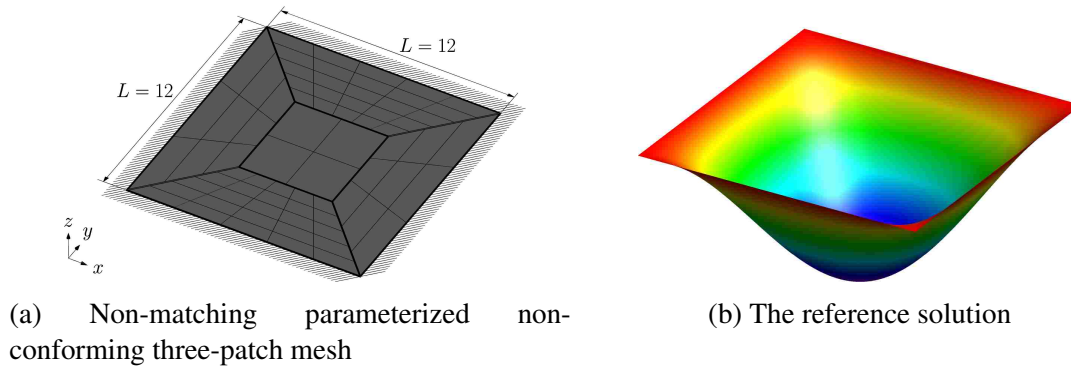 L = 12
L = 12
z
y
x
(a) Non-matching parameterized non-
conforming three-patch mesh
(b) The reference solution